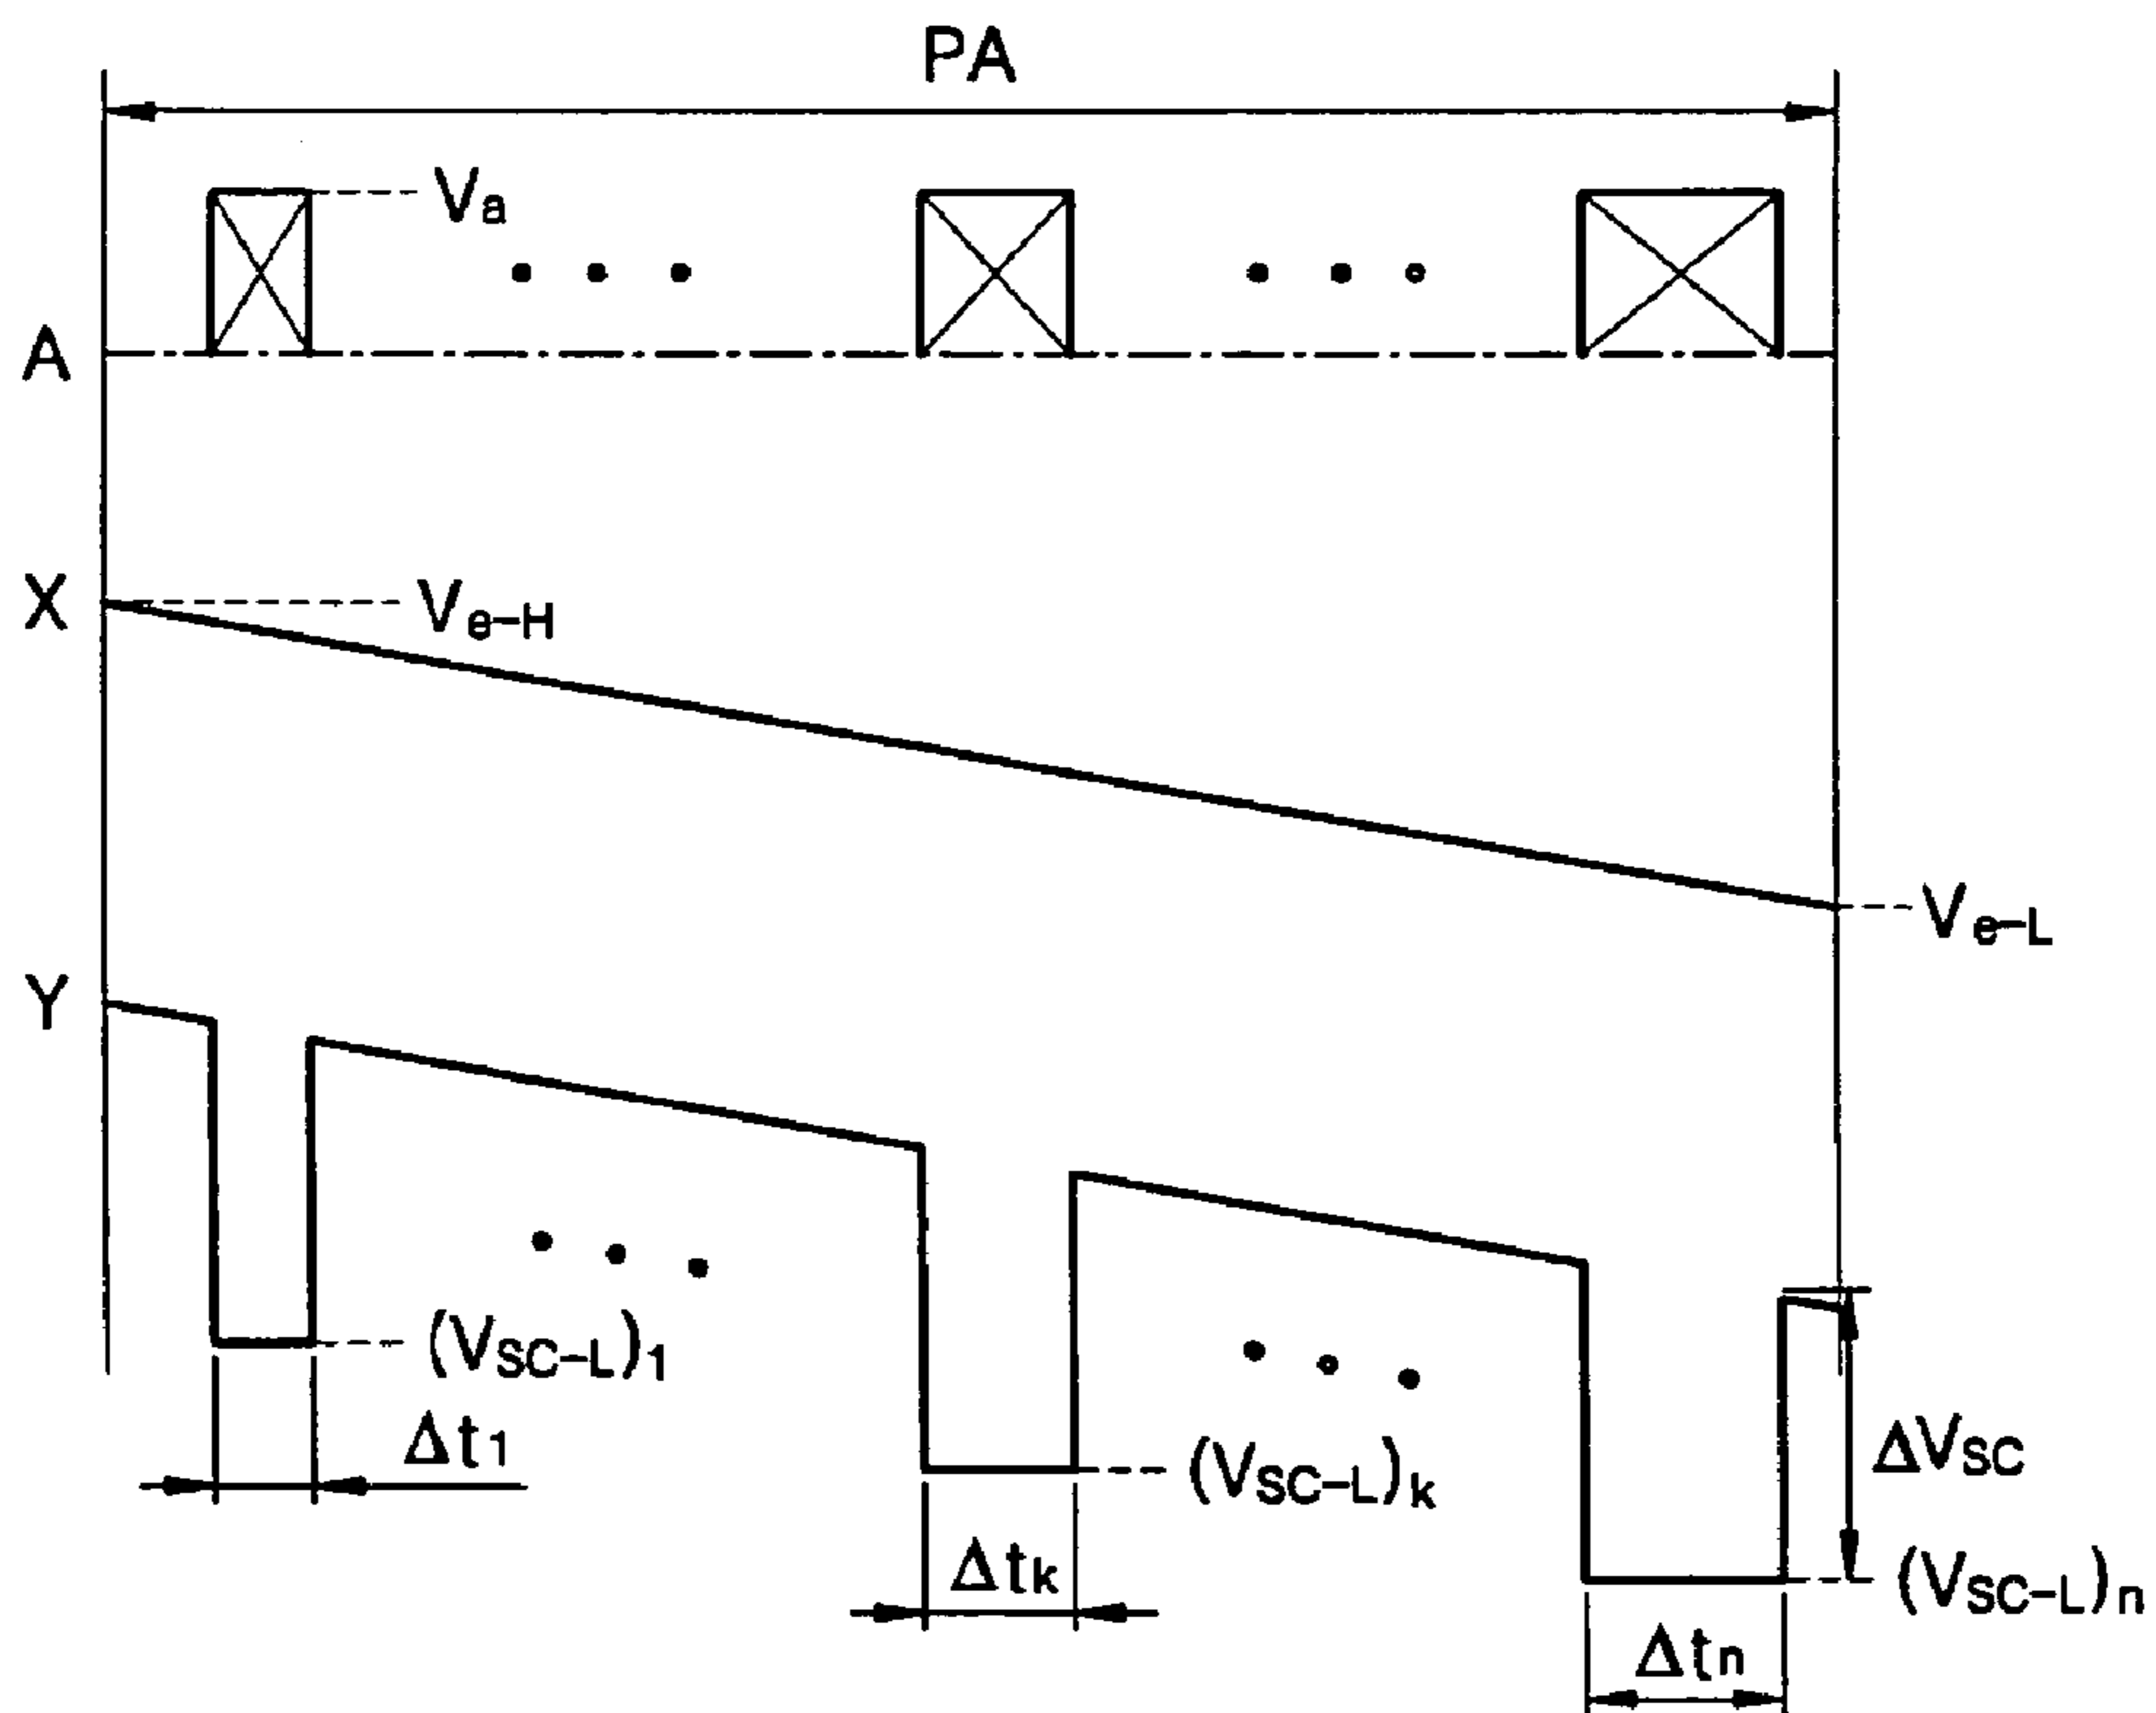 PA
Va
A
X
Ve-H
Ve-L
Y
(VSC-L)1
Δt1
(VSC-L)k
ΔVSC
Δtk
(VSC-L)n
Δtn